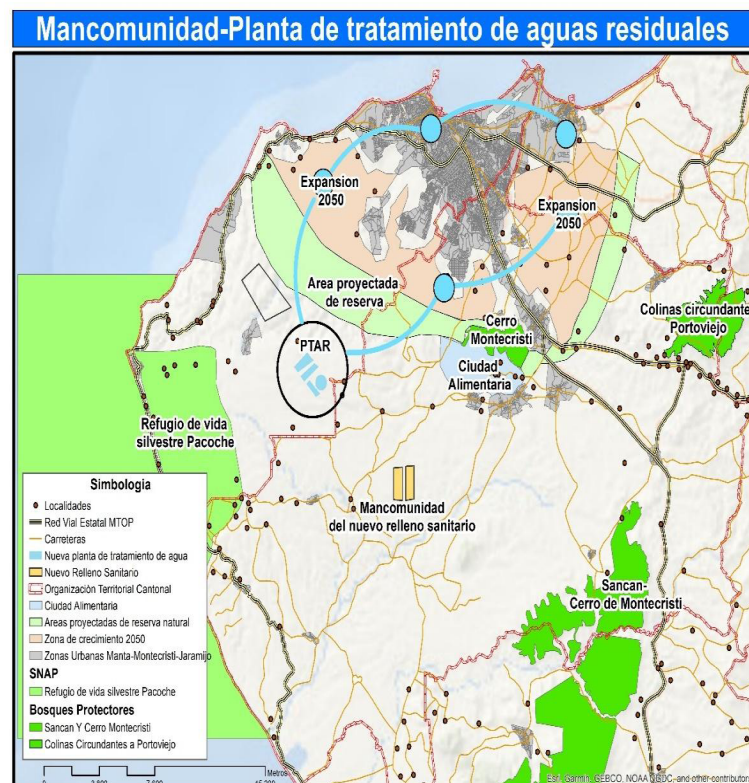 Mancomunidad-Planta de tratamiento de aguas residuales
Expansion
2050
Expansion
2050
Area proyectada
de reserva
Colinas circundante
Portoviejo
Cerro
Montecristi
PTAR
Ciudad
Alimentaria
Refugio de vida
silvestre Pacoche
Mancomunidad
del nuevo relleno sanitario
Sancan-
Cerro de Montecristi
Simbologia
Localidades
Red Vial Estatal MTOP
Carreteras
Nueva planta de tratamiento de agua
Nuevo Relleno Sanitario
Organización Territorial Cantonal
Ciudad Alimentaria
Areas proyectadas de reserva natural
Zona de crecimiento 2050
Zonas Urbanas Manta-Montecristi-Jaramijo
SNAP
Refugio de vida silvestre Pacoche
Bosques Protectores
Sancan Y Cerro Montecristi
Colinas Circundantes a Portoviejo
Metros
0
Esri, Garmin, GEBCO, NOAA NGDC, and other contributors